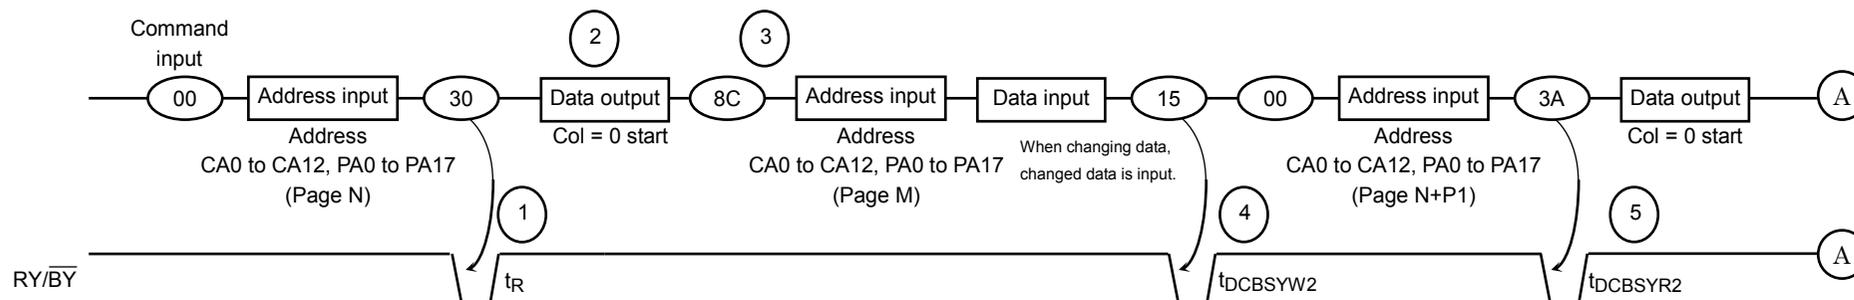 Command
input
2
3
00
Address input
30
Data output
8C
Address input
Data input
15
00
Address input
3A
Data output
A
Address
CA0 to CA12, PA0 to PA17
(Page N)
Col = 0 start
Address
CA0 to CA12, PA0 to PA17
(Page M)
When changing data,
changed data is input.
Address
CA0 to CA12, PA0 to PA17
(Page N+P1)
Col = 0 start
1
4
5
RY/BY
tR
tDCBSYW2
tDCBSYR2
A